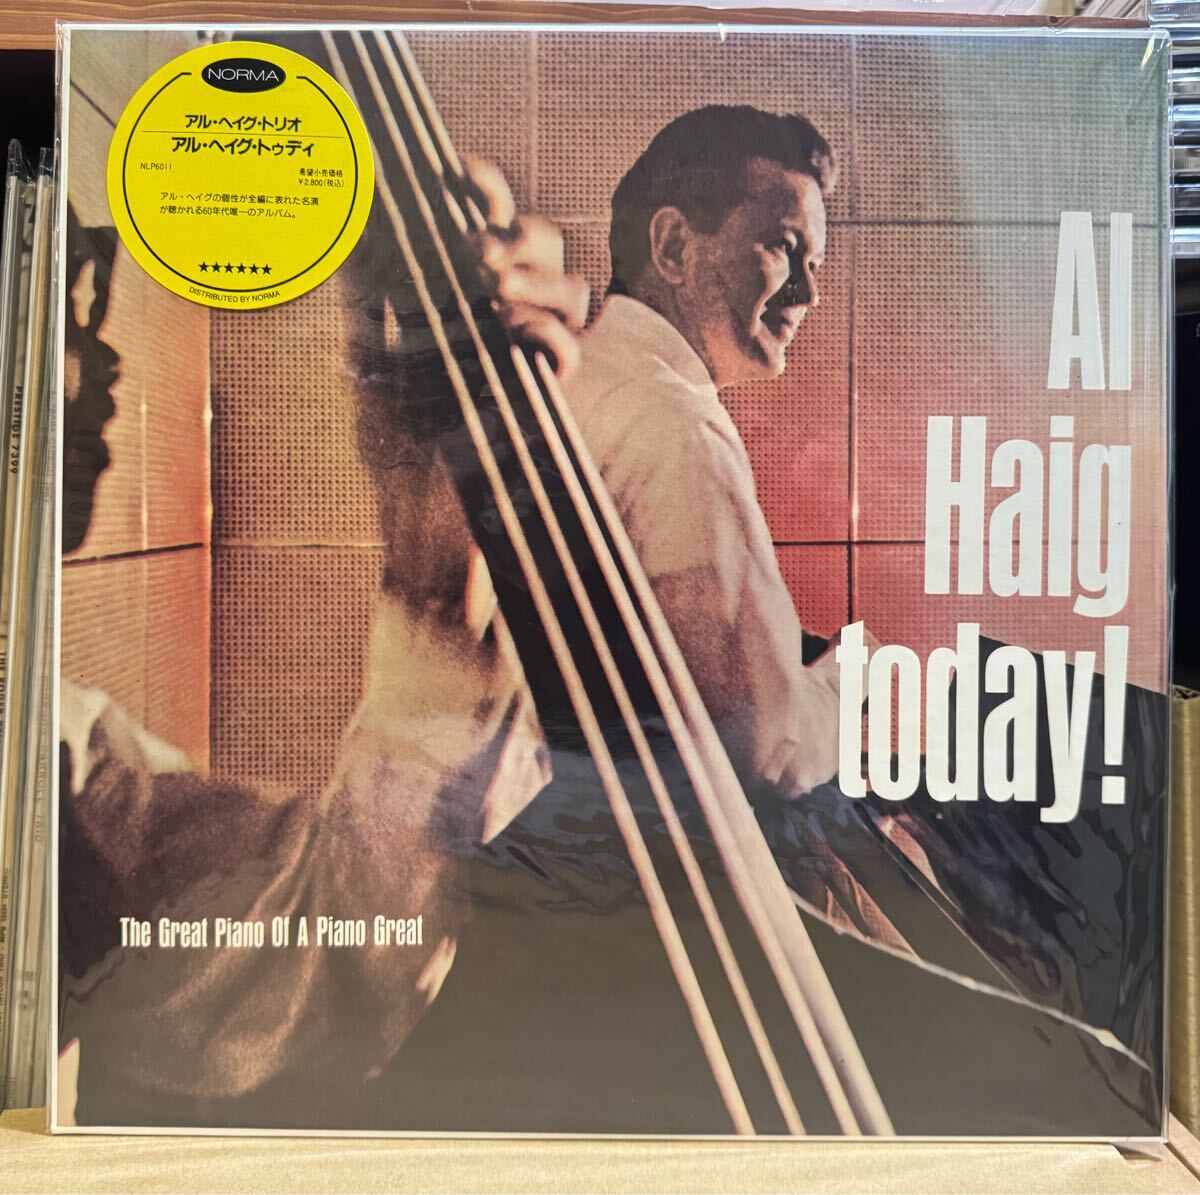 NORMA
アル・ヘイグ・トリオ
アル・ヘイグ・トゥディ
NLP6011
希望小売価格
¥2,800(税込)
アル・ヘイグの個性が全編に表れた名演
が聴かれる60年代唯一のアルバム。
★★★★★★
DISTRIBUTED BY NORMA
Al
Haig
today!
The Great Piano Of A Piano Great
PRESTIGE 7399